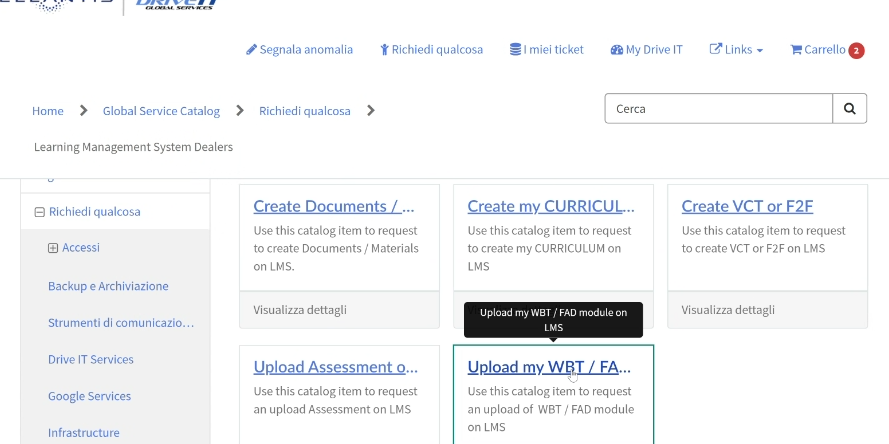 DRIVEIT
GLOBAL SERVICES
Segnala anomalia
Richiedi qualcosa
I miei ticket
My Drive IT
Links
Carrello 2
Home
Global Service Catalog
Richiedi qualcosa
Learning Management System Dealers
Cerca
Richiedi qualcosa
Accessi
Backup e Archiviazione
Strumenti di comunicazio...
Drive IT Services
Google Services
Infrastructure
Create Documents / ...
Use this catalog item to request
to create Documents / Materials
on LMS.
Visualizza dettagli
Create my CURRICUL...
Use this catalog item to request
to create my CURRICULUM on
LMS
Create VCT or F2F
Use this catalog item to request
to create VCT or F2F on LMS
Visualizza dettagli
Upload my WBT / FAD module on
LMS
Upload Assessment o...
Use this catalog item to request
an upload Assessment on LMS
Upload my WBT / FA...
Use this catalog item to request
an upload of WBT / FAD module
on LMS